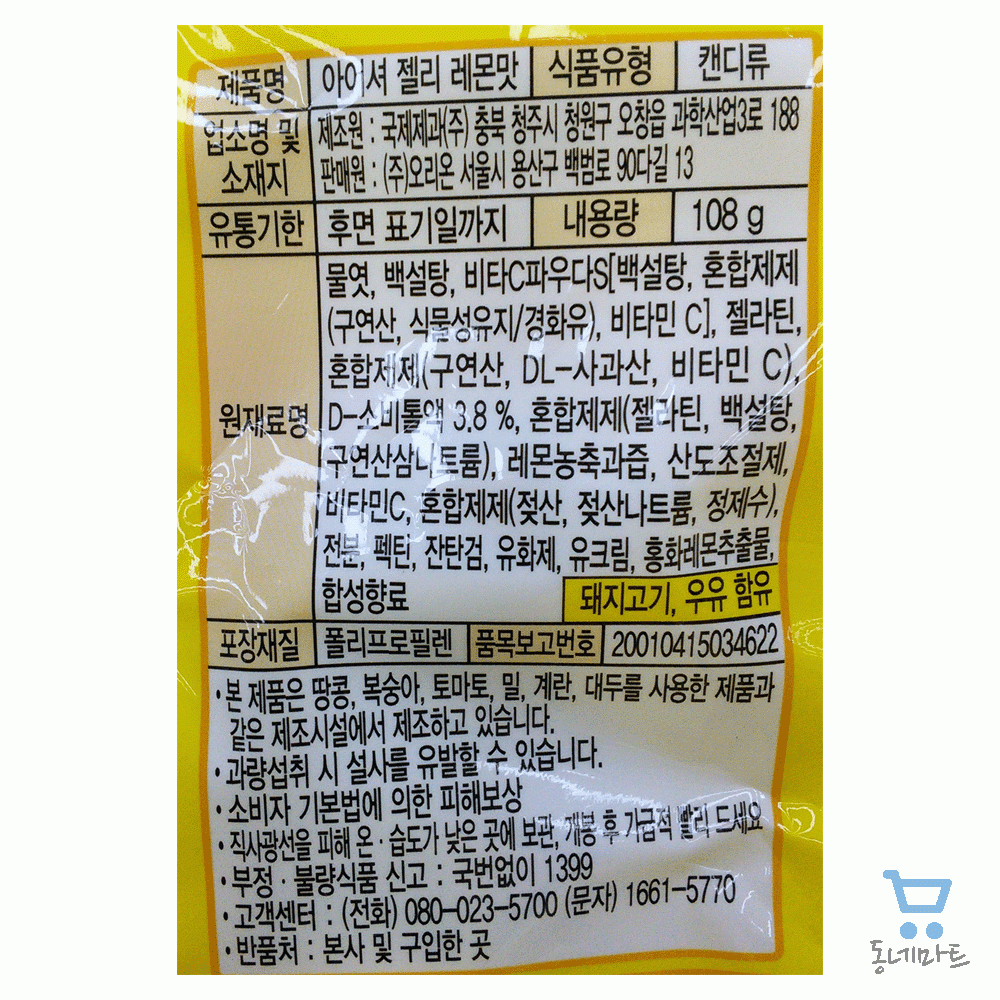 제품명 아이셔 젤리 레몬맛 식품유형 캔디류
업소명 및 소재지 제조원 : 국제제과(주) 충북 청주시 청원구 오창읍 과학산업3로 188
판매원 : (주)오리온 서울시 용산구 백범로 90다길 13
유통기한 후면 표기일까지 내용량 108 g
원재료명 물엿, 백설탕, 비타C파우다S[백설탕, 혼합제제
(구연산, 식물성유지/경화유), 비타민 C], 젤라틴,
혼합제제(구연산, DL-사과산, 비타민 C),
D-소비톨액 3.8 %, 혼합제제(젤라틴, 백설탕,
구연산삼나트륨), 레몬농축과즙, 산도조절제,
비타민C, 혼합제제(젖산, 젖산나트륨, 정제수),
전분, 펙틴, 잔탄검, 유화제, 유크림, 홍화레몬추출물,
합성향료 돼지고기, 우유 함유
포장재질 폴리프로필렌 품목보고번호 20010415034622
·본 제품은 땅콩, 복숭아, 토마토, 밀, 계란, 대두를 사용한 제품과
같은 제조시설에서 제조하고 있습니다.
·과량섭취 시 설사를 유발할 수 있습니다.
·소비자 기본법에 의한 피해보상
·직사광선을 피해 온·습도가 낮은 곳에 보관, 개봉 후 가급적 빨리 드세요
·부정·불량식품 신고 : 국번없이 1399
·고객센터 : (전화) 080-023-5700 (문자) 1661-5770
·반품처 : 본사 및 구입한 곳
동네마트